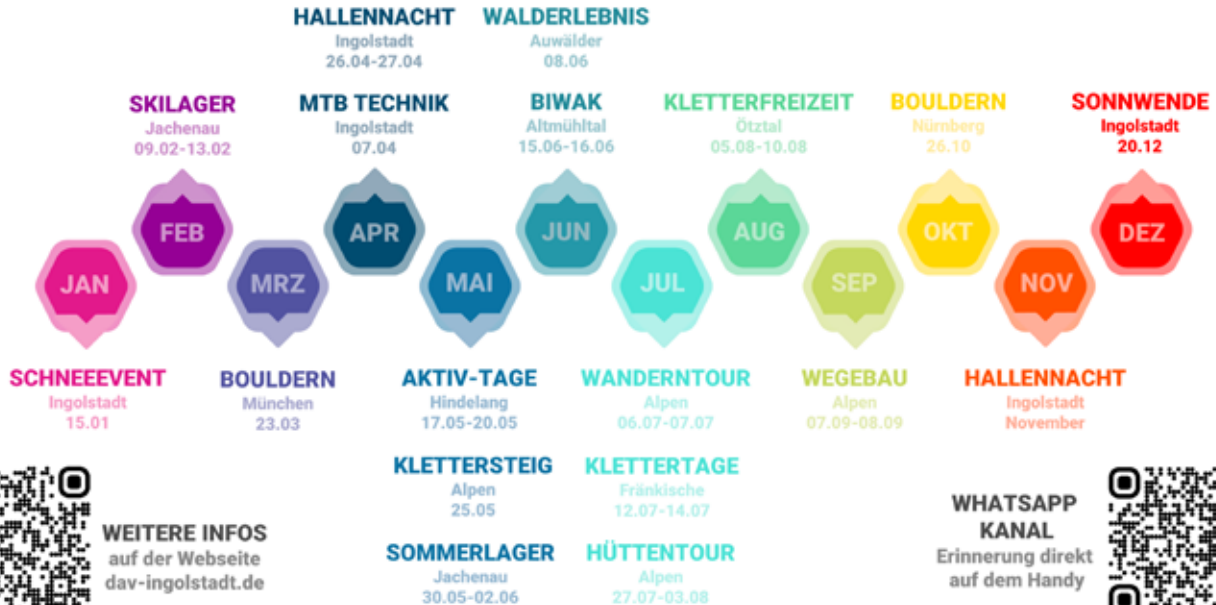 HALLENNACHT
Ingolstadt
26.04-27.04
WALDERLEBNIS
Auwälder
08.06
SKILAGER
Jachenau
09.02-13.02
MTB TECHNIK
Ingolstadt
07.04
BIWAK
Altmühltal
15.06-16.06
KLETTERFREIZEIT
Ötztal
05.08-10.08
BOULDERN
Nürnberg
26.10
SONNWENDE
Ingolstadt
20.12
JAN
FEB
MRZ
APR
MAI
JUN
JUL
AUG
SEP
OKT
NOV
DEZ
SCHNEEEVENT
Ingolstadt
15.01
BOULDERN
München
23.03
AKTIV-TAGE
Hindelang
17.05-20.05
WANDERNTOUR
Alpen
06.07-07.07
WEGEBAU
Alpen
07.09-08.09
HALLENNACHT
Ingolstadt
November
KLETTERSTEIG
Alpen
25.05
KLETTERTAGE
Fränkische
12.07-14.07
SOMMERLAGER
Jachenau
30.05-02.06
HÜTTENTOUR
Alpen
27.07-03.08
WEITERE INFOS
auf der Webseite
dav-ingolstadt.de
WHATSAPP
KANAL
Erinnerung direkt
auf dem Handy